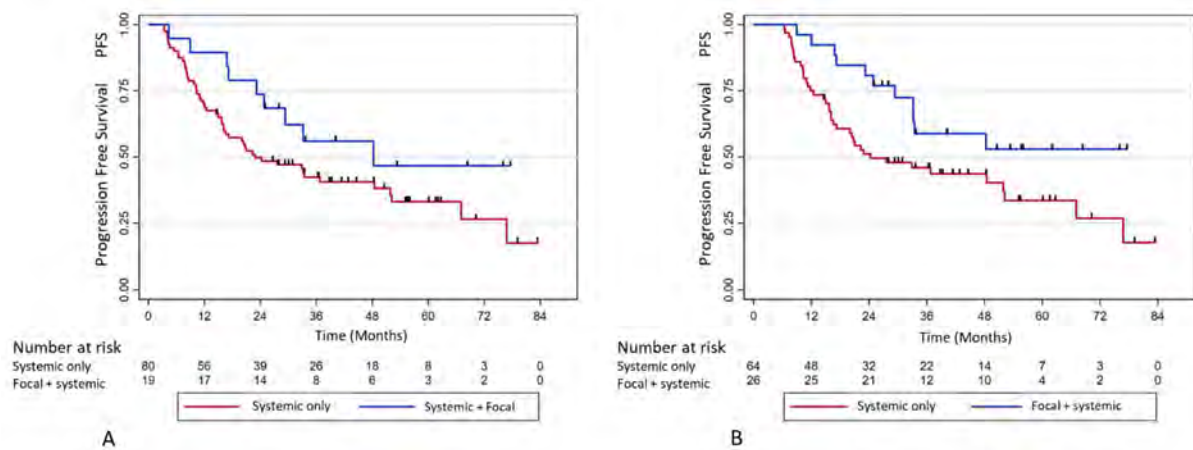 PFS
Progression Free Survival
1.00
0.75
0.50
0.25
0.00
0 12 24 36 48 60 72 84
Time (Months)
Number at risk
Systemic only 80 56 39 26 18 8 3 0
Focal + systemic 19 17 14 8 6 3 2 0
Systemic only Systemic + Focal
A
PFS
Progression Free Survival
1.00
0.75
0.50
0.25
0.00
0 12 24 36 48 60 72 84
Time (Months)
Number at risk
Systemic only 64 48 32 22 14 7 3 0
Focal + systemic 26 25 21 12 10 4 2 0
Systemic only Focal + systemic
B